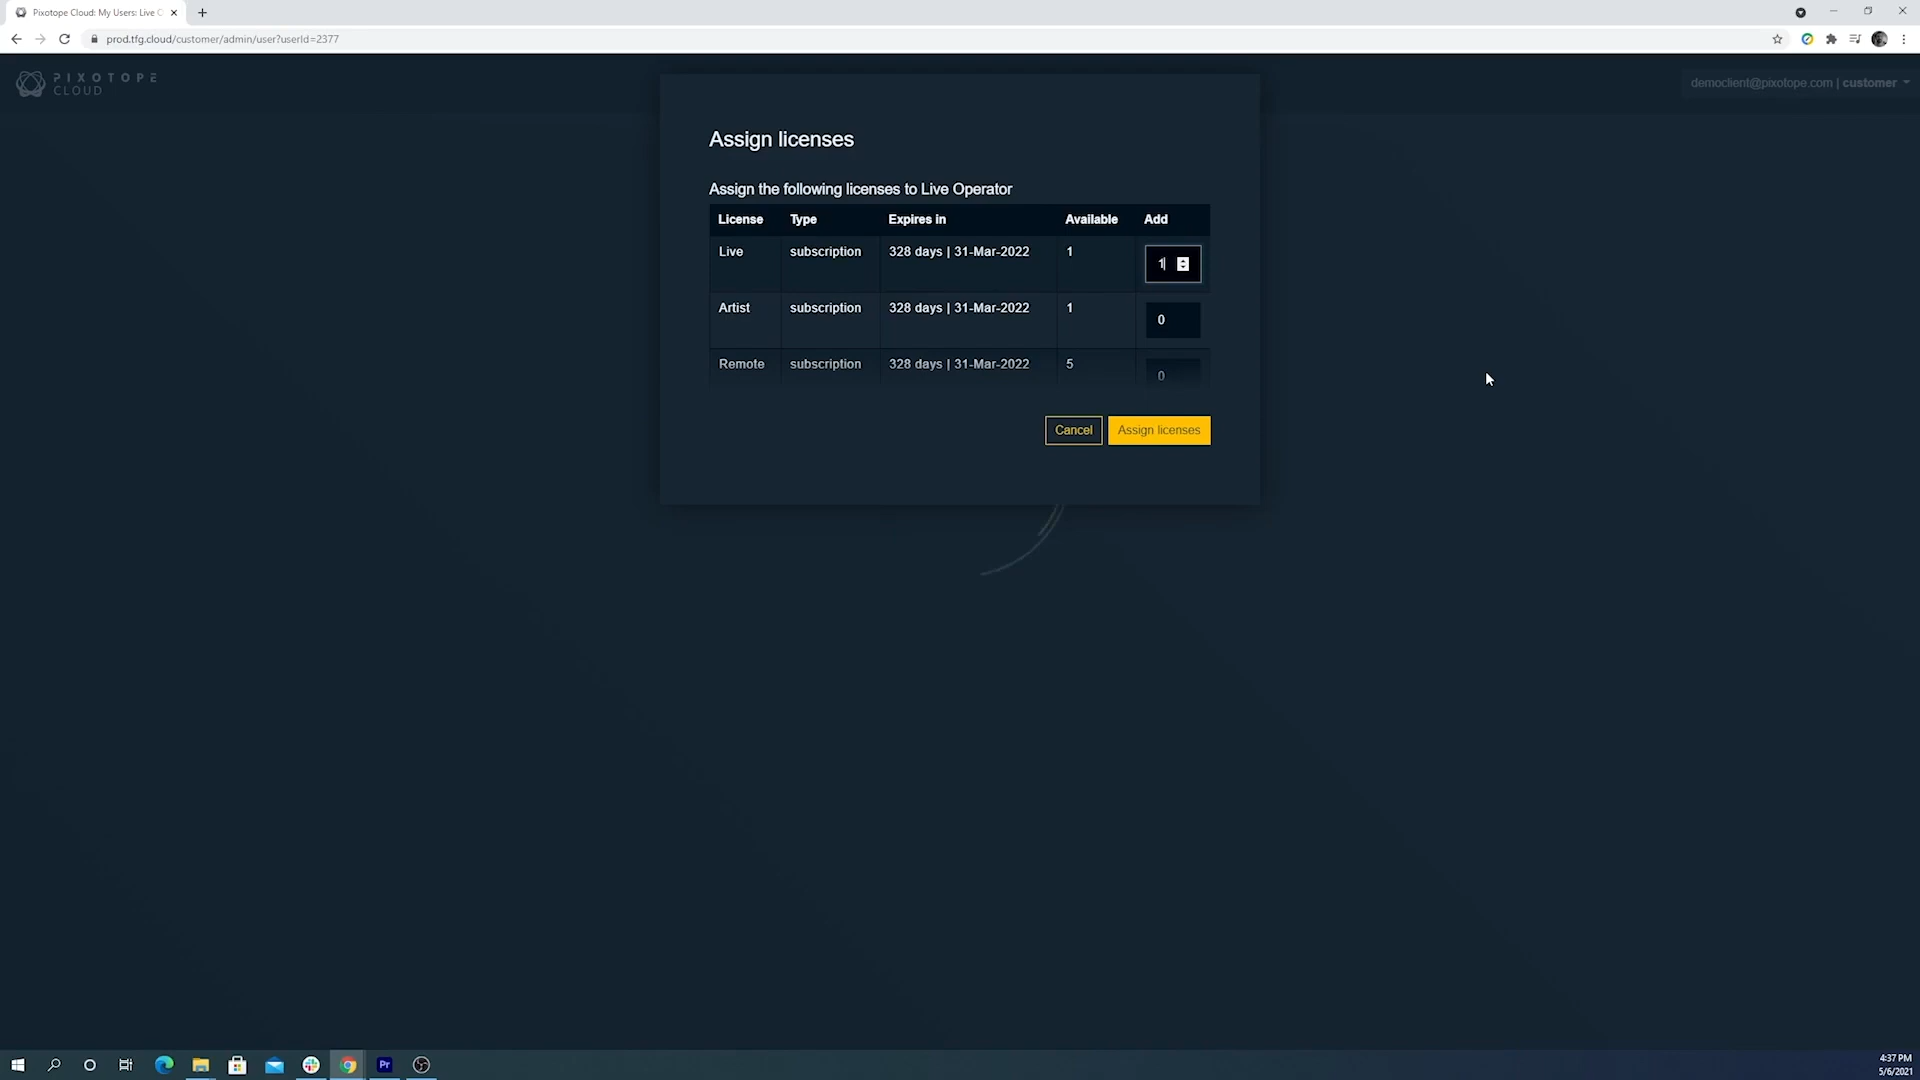 Pixotope Cloud: My Users: Live O
prod.tfg.cloud/customer/admin/user?userId=2377
PIXOTOPE
CLOUD
democlient@pixotope.com | customer
Assign licenses
Assign the following licenses to Live Operator
License Type Expires in Available Add
Live subscription 328 days | 31-Mar-2022 1 1
Artist subscription 328 days | 31-Mar-2022 1 0
Remote subscription 328 days | 31-Mar-2022 5 0
Cancel Assign licenses
Pr
4:37 PM
5/6/2021